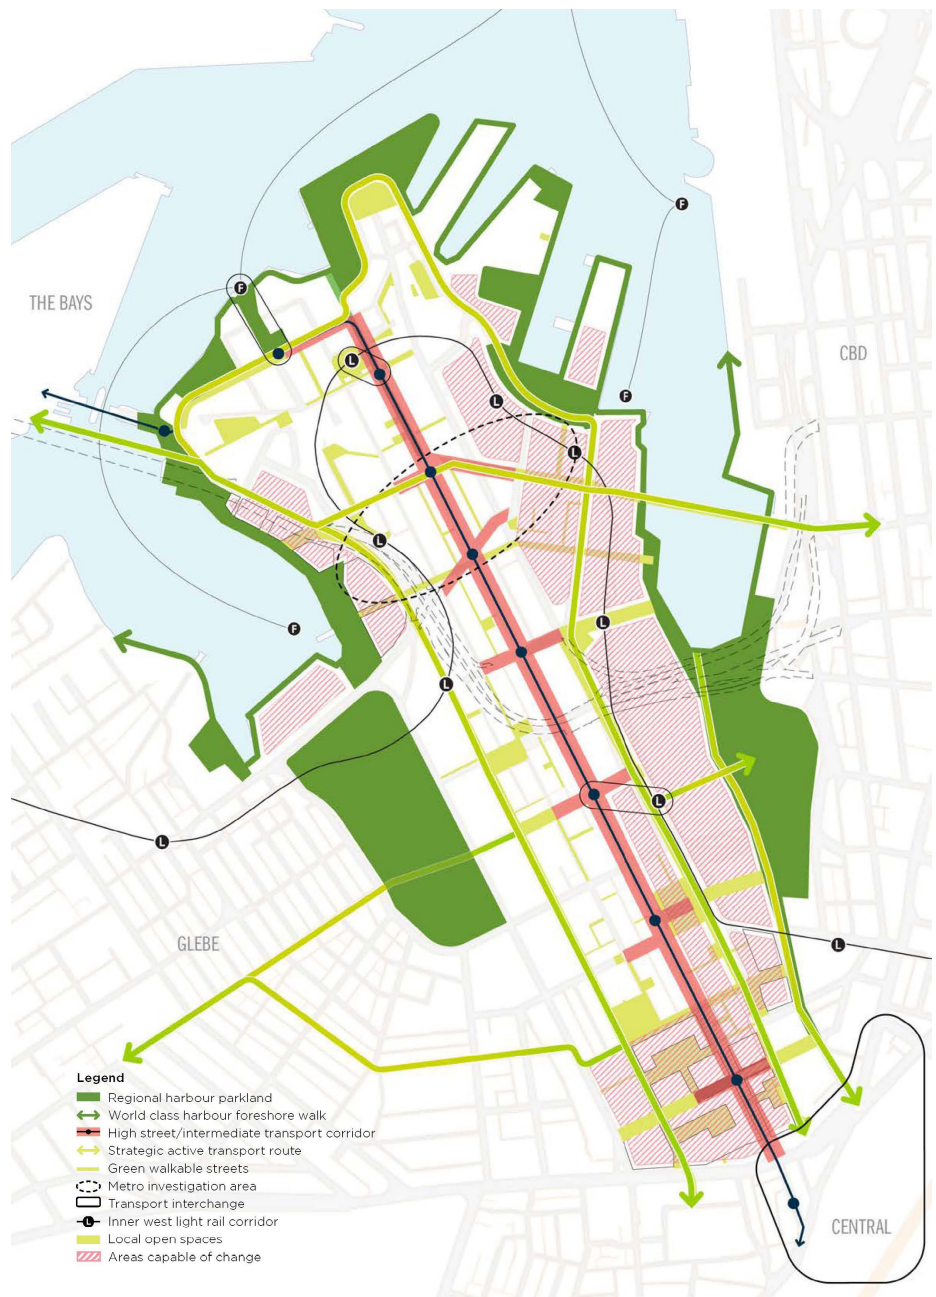 F
F
THE BAYS
F
CBD
L
L
F
L
L
F
L
L
L
L
GLEBE
L
Legend
Regional harbour parkland
World class harbour foreshore walk
High street/intermediate transport corridor
Strategic active transport route
Green walkable streets
Metro investigation area
Transport interchange
L Inner west light rail corridor
Local open spaces
Areas capable of change
CENTRAL